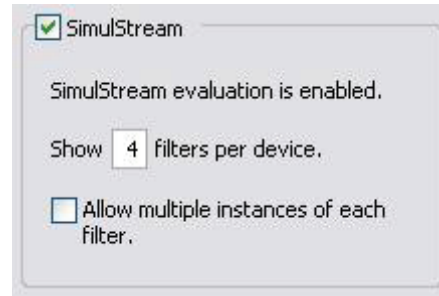 SimulStream
SimulStream evaluation is enabled.
Show 4 filters per device.
Allow multiple instances of each
filter.